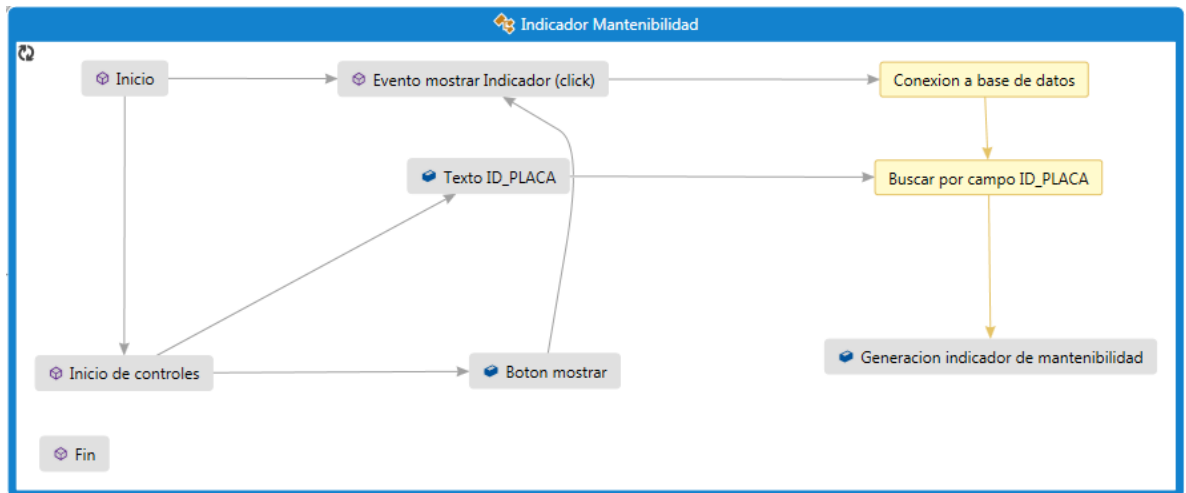 Indicador Mantenibilidad
Inicio
Evento mostrar Indicador (click)
Conexion a base de datos
Texto ID_PLACA
Buscar por campo ID_PLACA
Inicio de controles
Boton mostrar
Generacion indicador de mantenibilidad
Fin